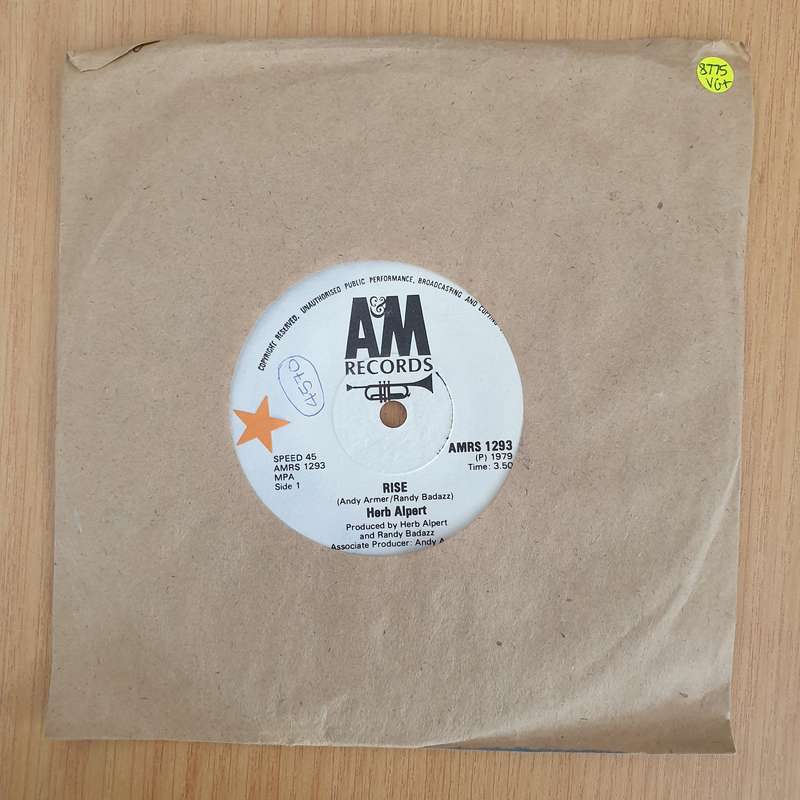 8775
VG+
COPYRIGHT RESERVED. UNAUTHORISED PUBLIC PERFORMANCE, BROADCASTING AND COPYING
A&M
RECORDS
4570
SPEED 45
AMRS 1293
MPA
Side 1
AMRS 1293
(P) 1979
Time: 3.50
RISE
(Andy Armer/Randy Badazz)
Herb Alpert
Produced by Herb Alpert
and Randy Badazz
Associate Producer: Andy A